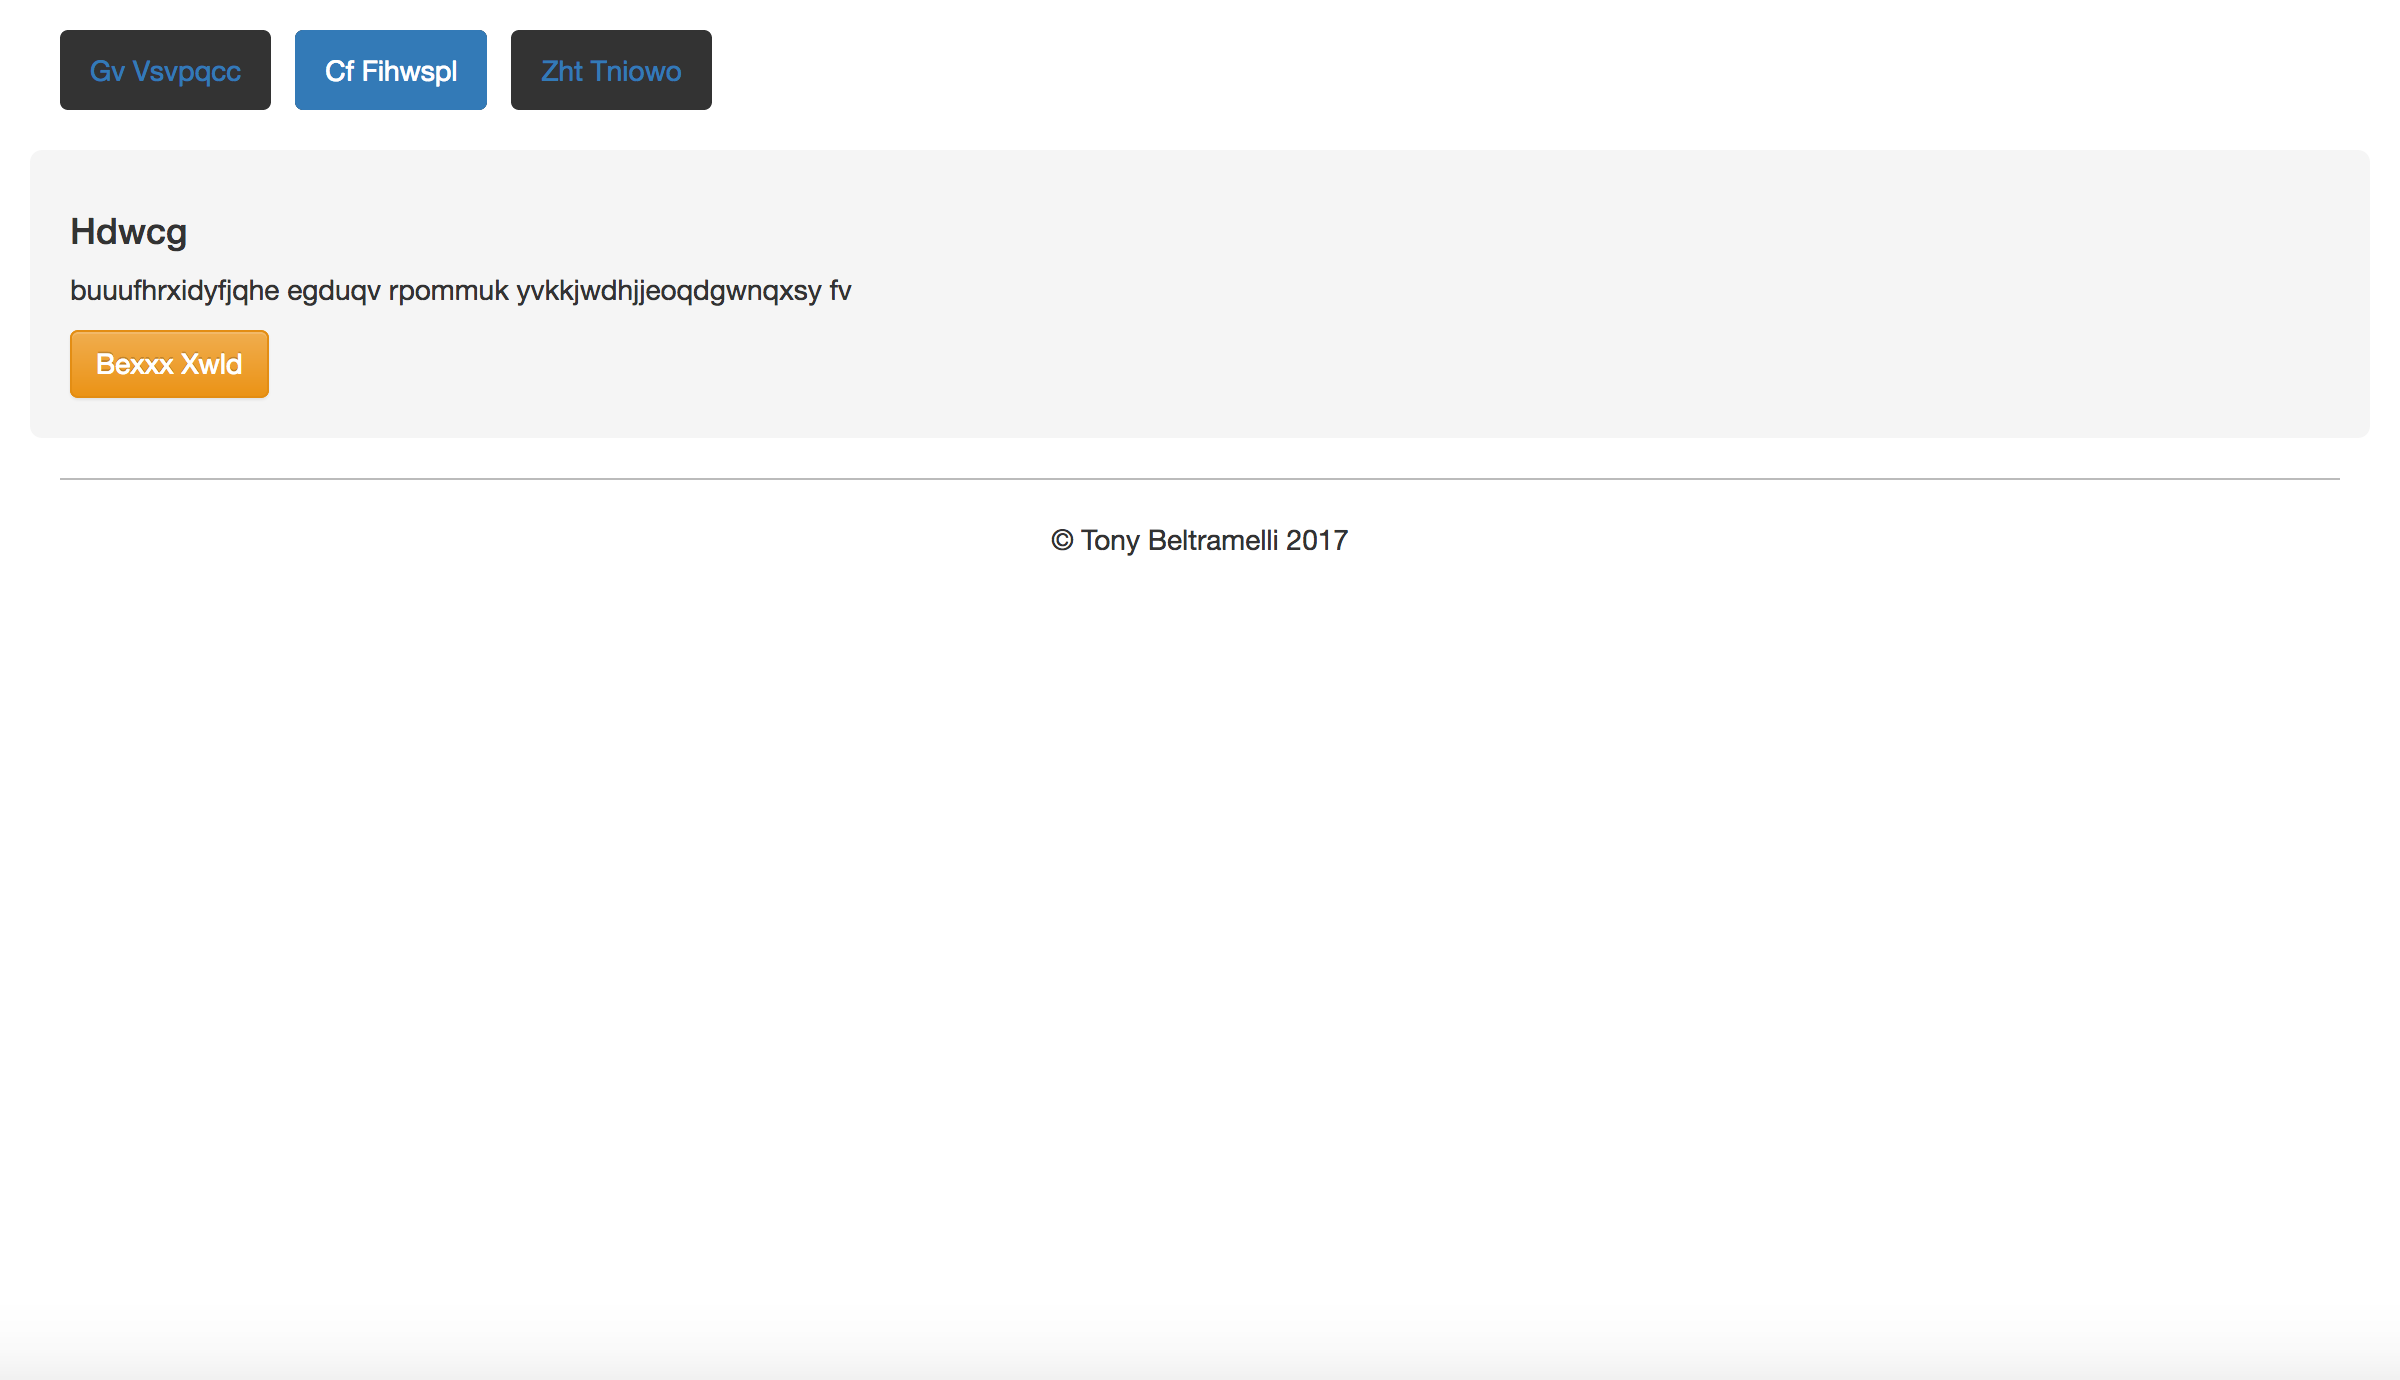 Gv Vsvpqcc Cf Fihwspl Zht Tniowo
Hdwcg
buuufhrxidyfjqhe egduqv rpommuk yvkkjwdhjjeoqdgwnqxsy fv
Bexxx Xwld
© Tony Beltramelli 2017